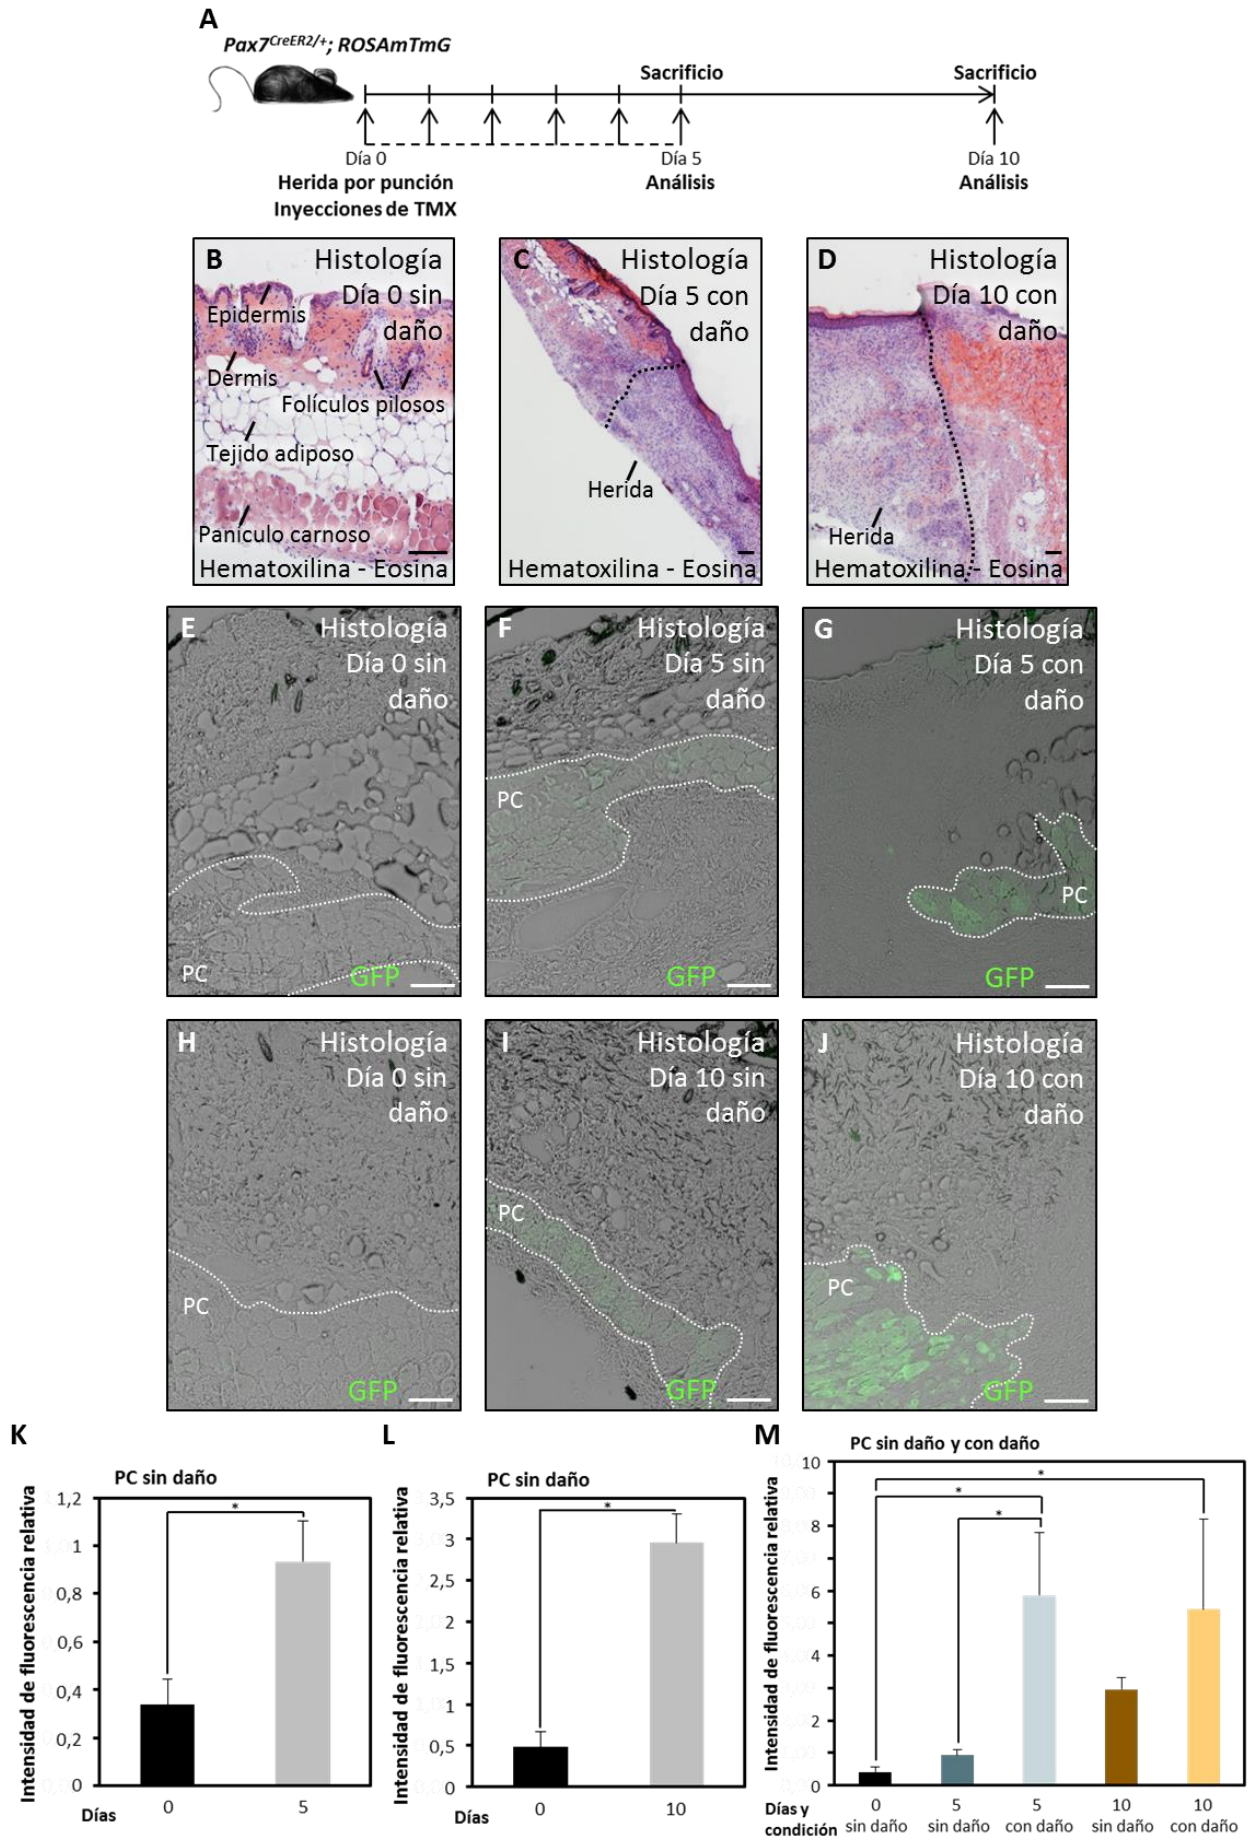 A
Pax7CreER2/+; ROSAmTmG
Sacrificio
Sacrificio
Día 0
Día 5
Día 10
Herida por punción
Análisis
Análisis
Inyecciones de TMX
B
Histología
Día 0 sin
daño
Epidermis
Dermis
Folículos pilosos
Tejido adiposo
Panículo carnoso
Hematoxilina - Eosina
C
Histología
Día 5 con
daño
Herida
Hematoxilina - Eosina
D
Histología
Día 10 con
daño
Herida
Hematoxilina - Eosina
E
Histología
Día 0 sin
daño
PC
GFP
F
Histología
Día 5 sin
daño
PC
GFP
G
Histología
Día 5 con
daño
PC
GFP
H
Histología
Día 0 sin
daño
PC
GFP
I
Histología
Día 10 sin
daño
PC
GFP
J
Histología
Día 10 con
daño
PC
GFP
K
PC sin daño
Intensidad de fluorescencia relativa
1,2
1
0,8
0,6
0,4
0,2
0
*
Días
0
5
L
PC sin daño
Intensidad de fluorescencia relativa
3,5
3
2,5
2
1,5
1
0,5
0
*
Días
0
10
M
PC sin daño y con daño
Intensidad de fluorescencia relativa
10
8
6
4
2
0
*
*
*
Días y
condición
0
sin daño
5
sin daño
5
con daño
10
sin daño
10
con daño